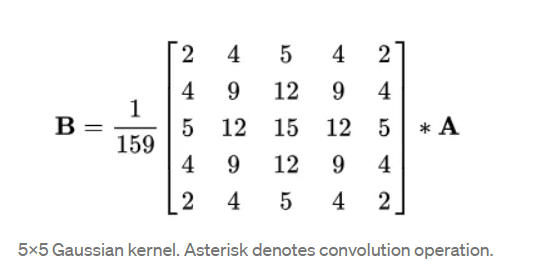 2 4 5 4 2
4 9 12 9 4
B = 1/159 5 12 15 12 5 * A
4 9 12 9 4
2 4 5 4 2
5×5 Gaussian kernel. Asterisk denotes convolution operation.